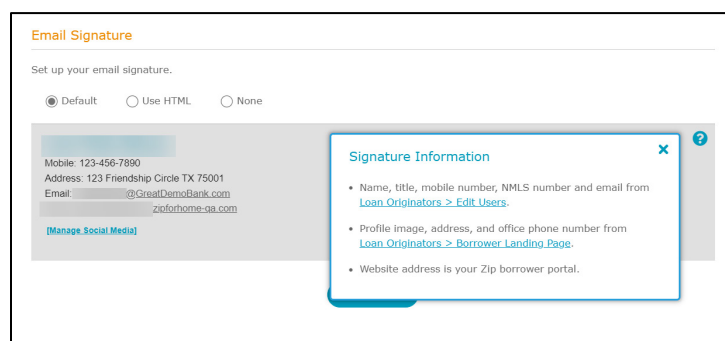 Email Signature
Set up your email signature.
Default Use HTML None
Mobile: 123-456-7890
Address: 123 Friendship Circle TX 75001
Email: @GreatDemoBank.com
zipforhome-qa.com
[Manage Social Media]
?
Signature Information
• Name, title, mobile number, NMLS number and email from
Loan Originators > Edit Users.
• Profile image, address, and office phone number from
Loan Originators > Borrower Landing Page.
• Website address is your Zip borrower portal.